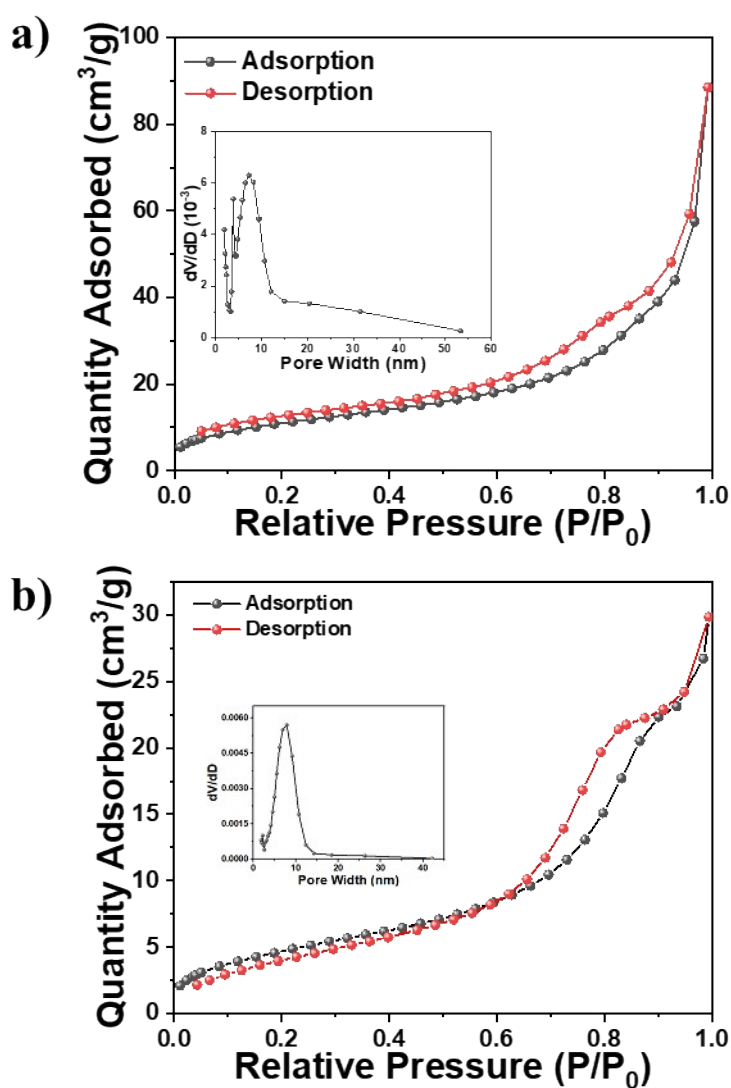 a)
Quantity Adsorbed (cm³/g)
100
80
60
40
20
0
Adsorption
Desorption
dV/dD (10⁻³)
8
6
4
2
0
0 10 20 30 40 50 60
Pore Width (nm)
0.0 0.2 0.4 0.6 0.8 1.0
Relative Pressure (P/P₀)
b)
Quantity Adsorbed (cm³/g)
30
25
20
15
10
5
0
Adsorption
Desorption
dV/dD
0.0060
0.0045
0.0030
0.0015
0.0000
0 10 20 30 40
Pore Width (nm)
0.0 0.2 0.4 0.6 0.8 1.0
Relative Pressure (P/P₀)